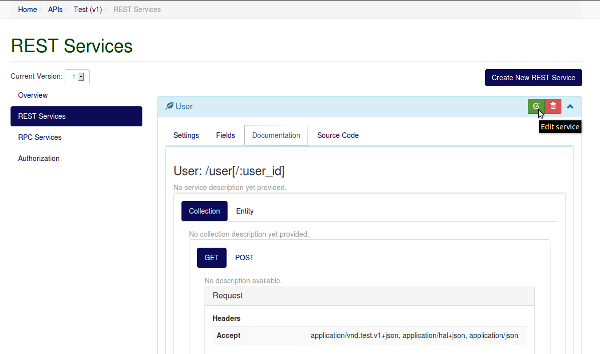 Home / APIs / Test (v1) / REST Services
REST Services
Current Version: 1
Create New REST Service
Overview
REST Services
RPC Services
Authorization
User
Edit service
Settings Fields Documentation Source Code
User: /user[/:user_id]
No service description yet provided.
Collection Entity
No collection description yet provided.
GET POST
No description available.
Request
Headers
Accept application/vnd.test.v1+json, application/hal+json, application/json